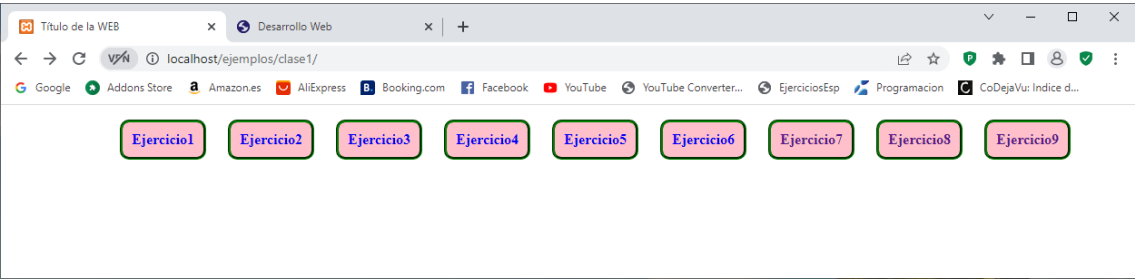 Título de la WEB
Desarrollo Web
VPN localhost/ejemplos/clase1/
Google Addons Store Amazon.es AliExpress Booking.com Facebook YouTube YouTube Converter... EjerciciosEsp Programacion CoDejaVu: Indice d...
Ejercicio1 Ejercicio2 Ejercicio3 Ejercicio4 Ejercicio5 Ejercicio6 Ejercicio7 Ejercicio8 Ejercicio9